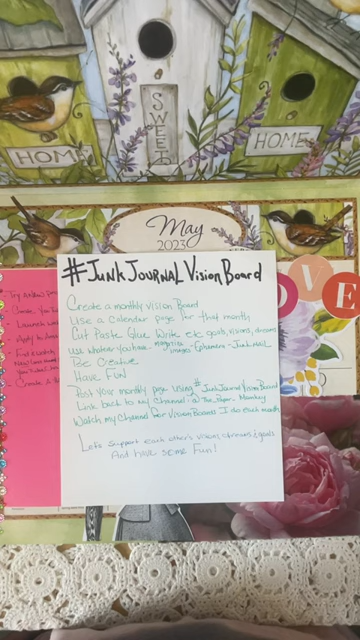 HOME
SWEET
HOME
May
2023
OVE
#JunkJournalVisionBoard
Create a monthly vision Board
Use a calendar page for that month
Cut Paste Glue Write etc goals, visions, dreams
use whatever you have - magazine images - Ephemera - Junk Mail
Be Creative
Have Fun
Post your monthly page using # JunkJournalVisionBoard
Link back to my Channel @ The Paper Monkey
Watch my Channel for Vision Boards I do each month
Lets Support each other's visions, dreams & goals
And have some Fun!